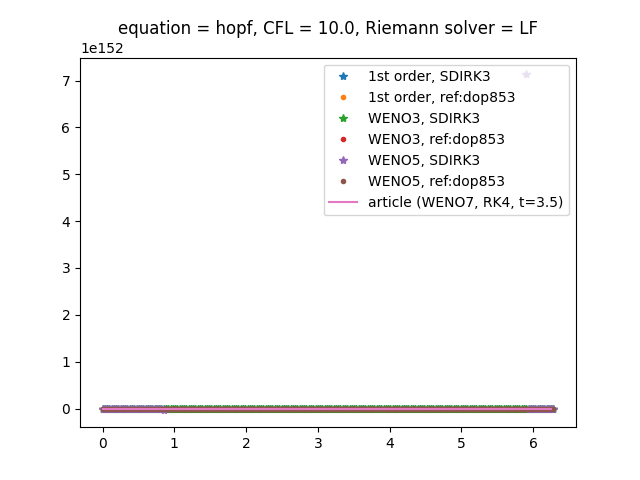 equation = hopf, CFL = 10.0, Riemann solver = LF
1e152
1st order, SDIRK3
1st order, ref:dop853
WENO3, SDIRK3
WENO3, ref:dop853
WENO5, SDIRK3
WENO5, ref:dop853
article (WENO7, RK4, t=3.5)
7
6
5
4
3
2
1
0
0 1 2 3 4 5 6